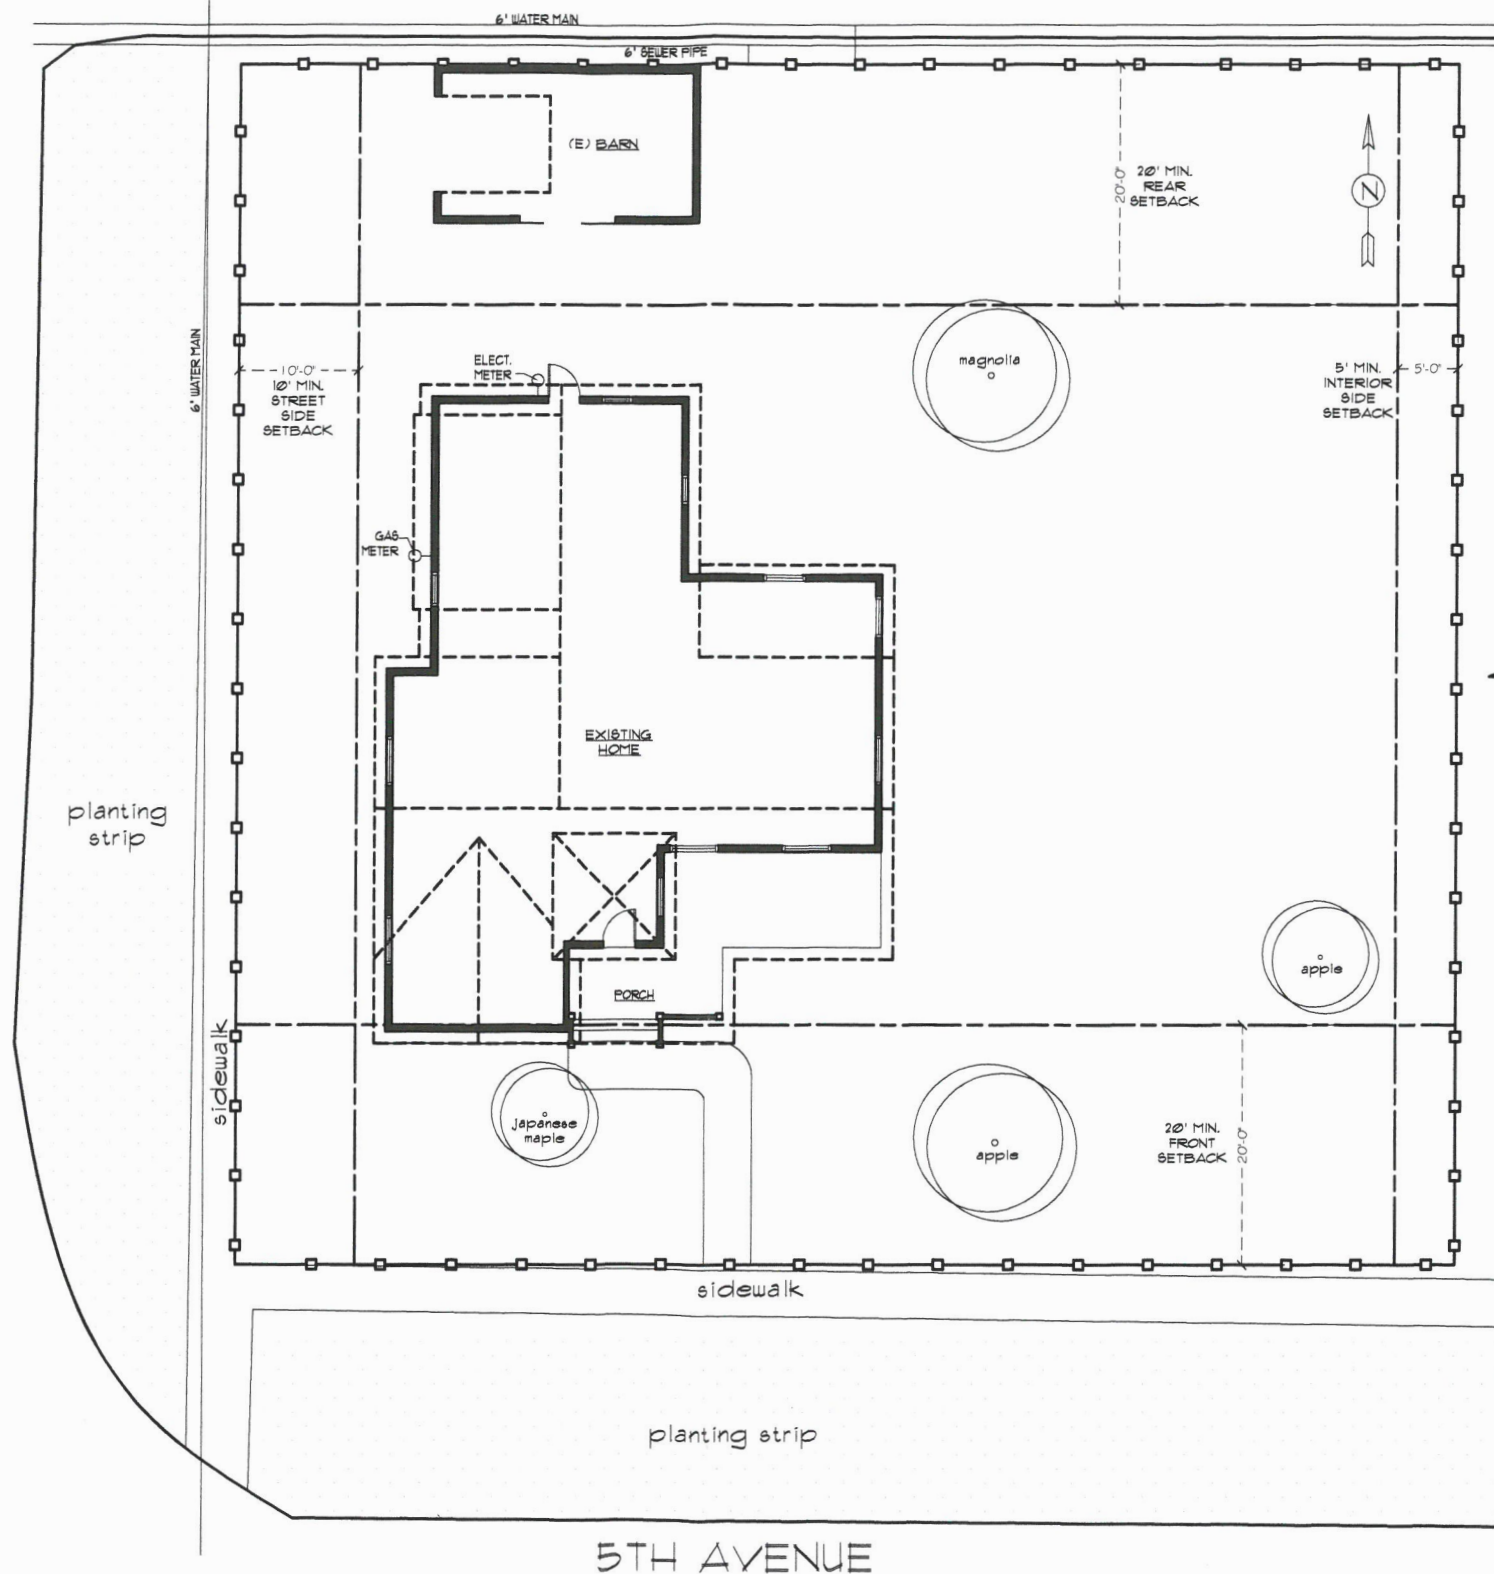 6' WATER MAIN
6' SEWER PIPE
(E) BARN
20'-0"
20' MIN.
REAR
SETBACK
N
6' WATER MAIN
10'-0"
10' MIN.
STREET
SIDE
SETBACK
ELECT.
METER
magnolia
5' MIN.
INTERIOR
SIDE
SETBACK
5'-0"
GAS
METER
EXISTING
HOME
planting
strip
PORCH
apple
sidewalk
japanese
maple
apple
20' MIN.
FRONT
SETBACK
20'-0"
sidewalk
planting strip
5TH AVENUE